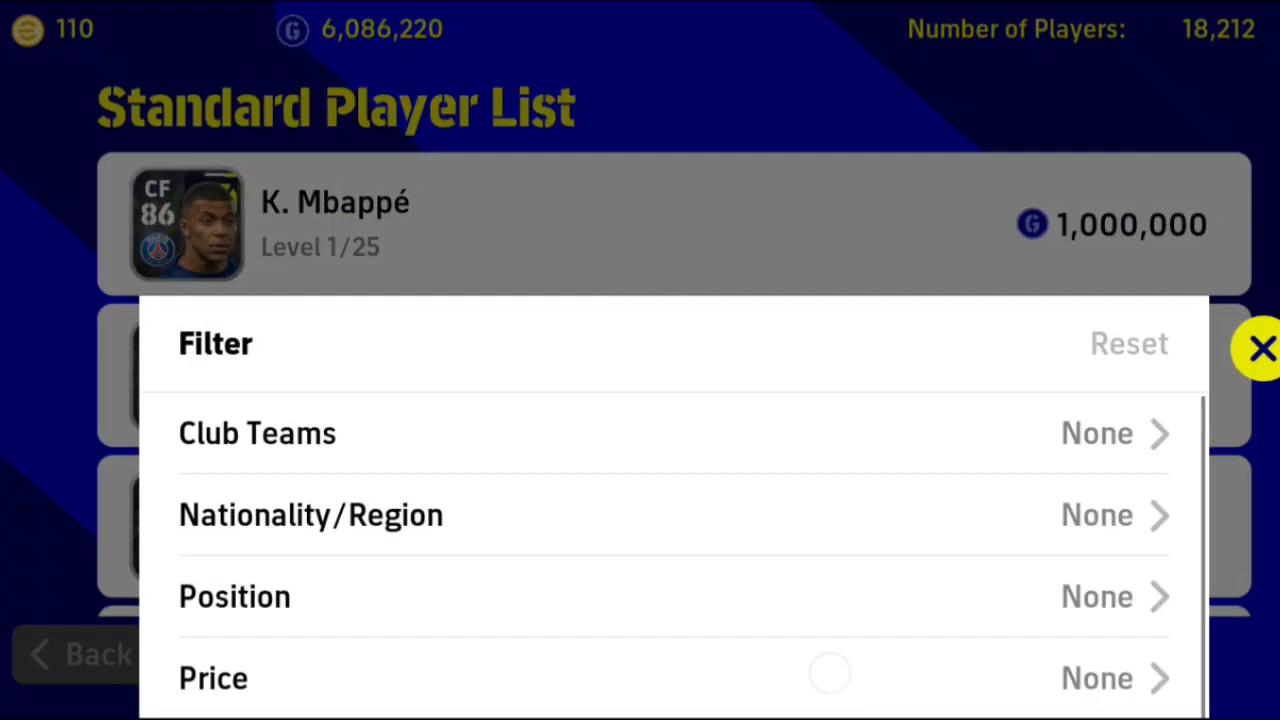 110 G 6,086,220 Number of Players: 18,212
Standard Player List
CF
86
PARIS
K. Mbappé
Level 1/25
G 1,000,000
Filter Reset
Club Teams None
Nationality/Region None
Position None
Price None
Back